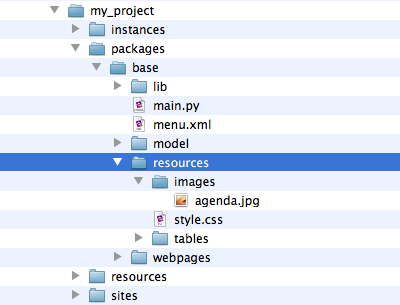 my_project
instances
packages
base
lib
main.py
menu.xml
model
resources
images
agenda.jpg
style.css
tables
webpages
resources
sites